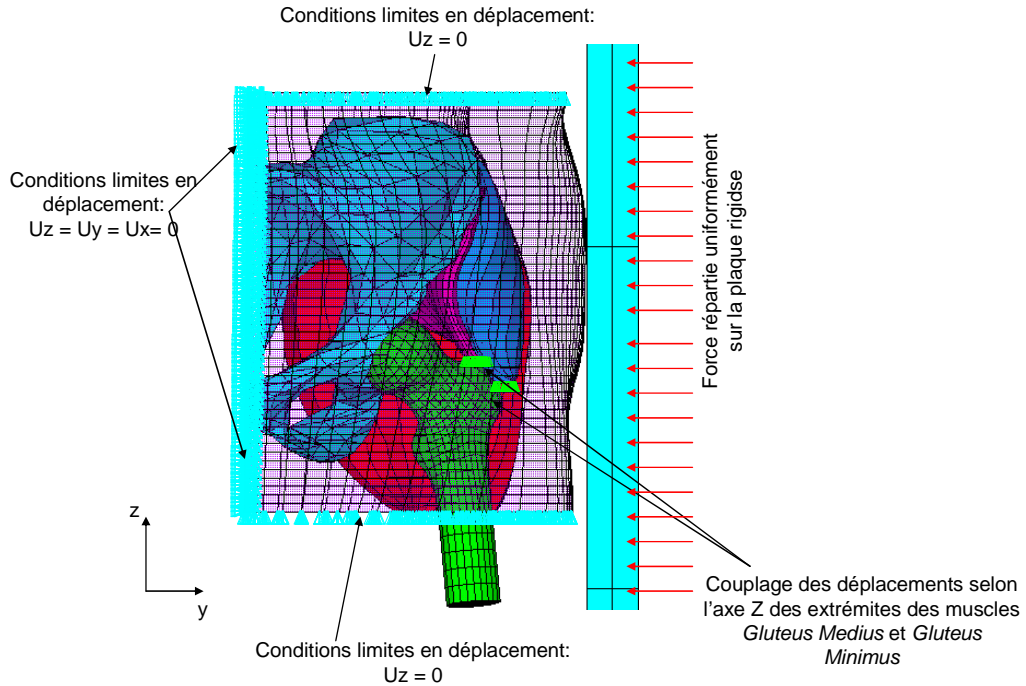 Conditions limites en déplacement:
Uz = 0
Conditions limites en
déplacement:
Uz = Uy = Ux= 0
Force répartie uniformément
sur la plaque rigidse
z
y
Couplage des déplacements selon
l'axe Z des extrémites des muscles
Gluteus Medius et Gluteus
Minimus
Conditions limites en déplacement:
Uz = 0